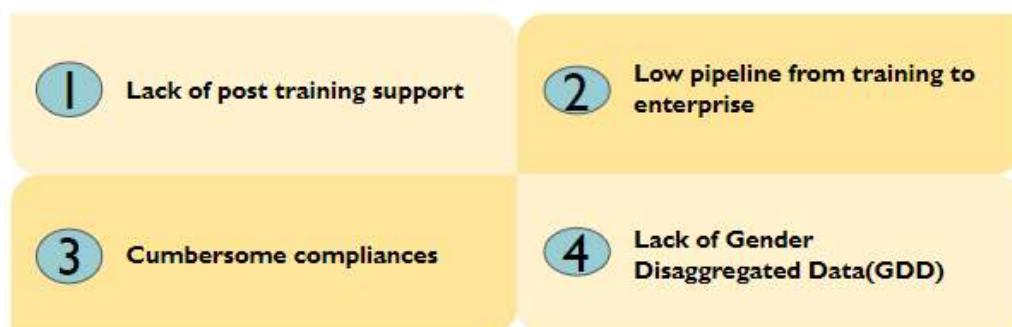 1
Lack of post training support
2
Low pipeline from training to
enterprise
3
Cumbersome compliances
4
Lack of Gender
Disaggregated Data(GDD)